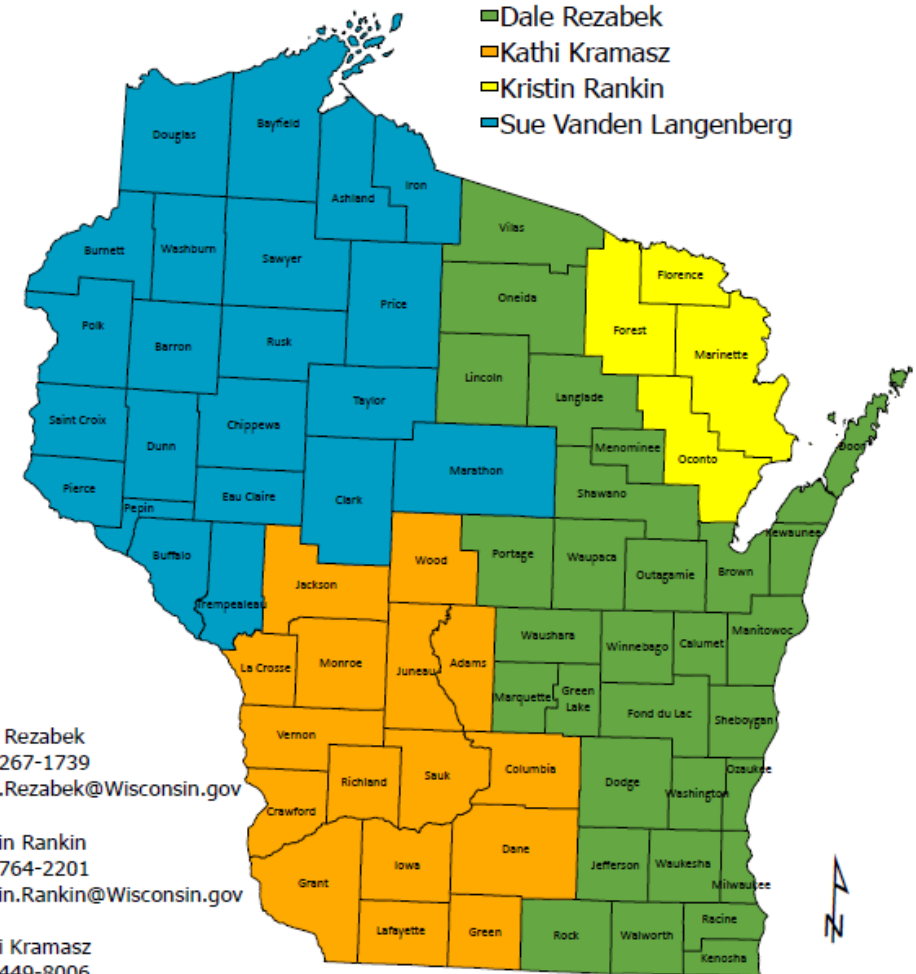 Dale Rezabek
Kathi Kramasz
Kristin Rankin
Sue Vanden Langenberg
Douglas
Bayfield
Ashland
Iron
Vilas
Burnett
Washburn
Sawyer
Florence
Price
Oneida
Polk
Forest
Barron
Rusk
Marinette
Lincoln
Taylor
Langlade
Saint Croix
Chippewa
Dunn
Menominee
Door
Oconto
Marathon
Pierce
Eau Claire
Clark
Shawano
Pepin
Kewaunee
Buffalo
Wood
Portage
Waupaca
Outagamie
Brown
Jackson
Trempealeau
Waushara
Manitowoc
Winnebago
Calumet
La Crosse
Monroe
Juneau
Adams
Marquette
Green
Lake
Fond du Lac
Sheboygan
Vernon
Columbia
Ozaukee
Richland
Sauk
Dodge
Washington
Crawford
Dane
Iowa
Jefferson
Waukesha
Grant
Milwaukee
Lafayette
Green
Rock
Walworth
Racine
Kenosha
Rezabek
267-1739
.Rezabek@Wisconsin.gov
in Rankin
764-2201
in.Rankin@Wisconsin.gov
i Kramasz
449-8006
N